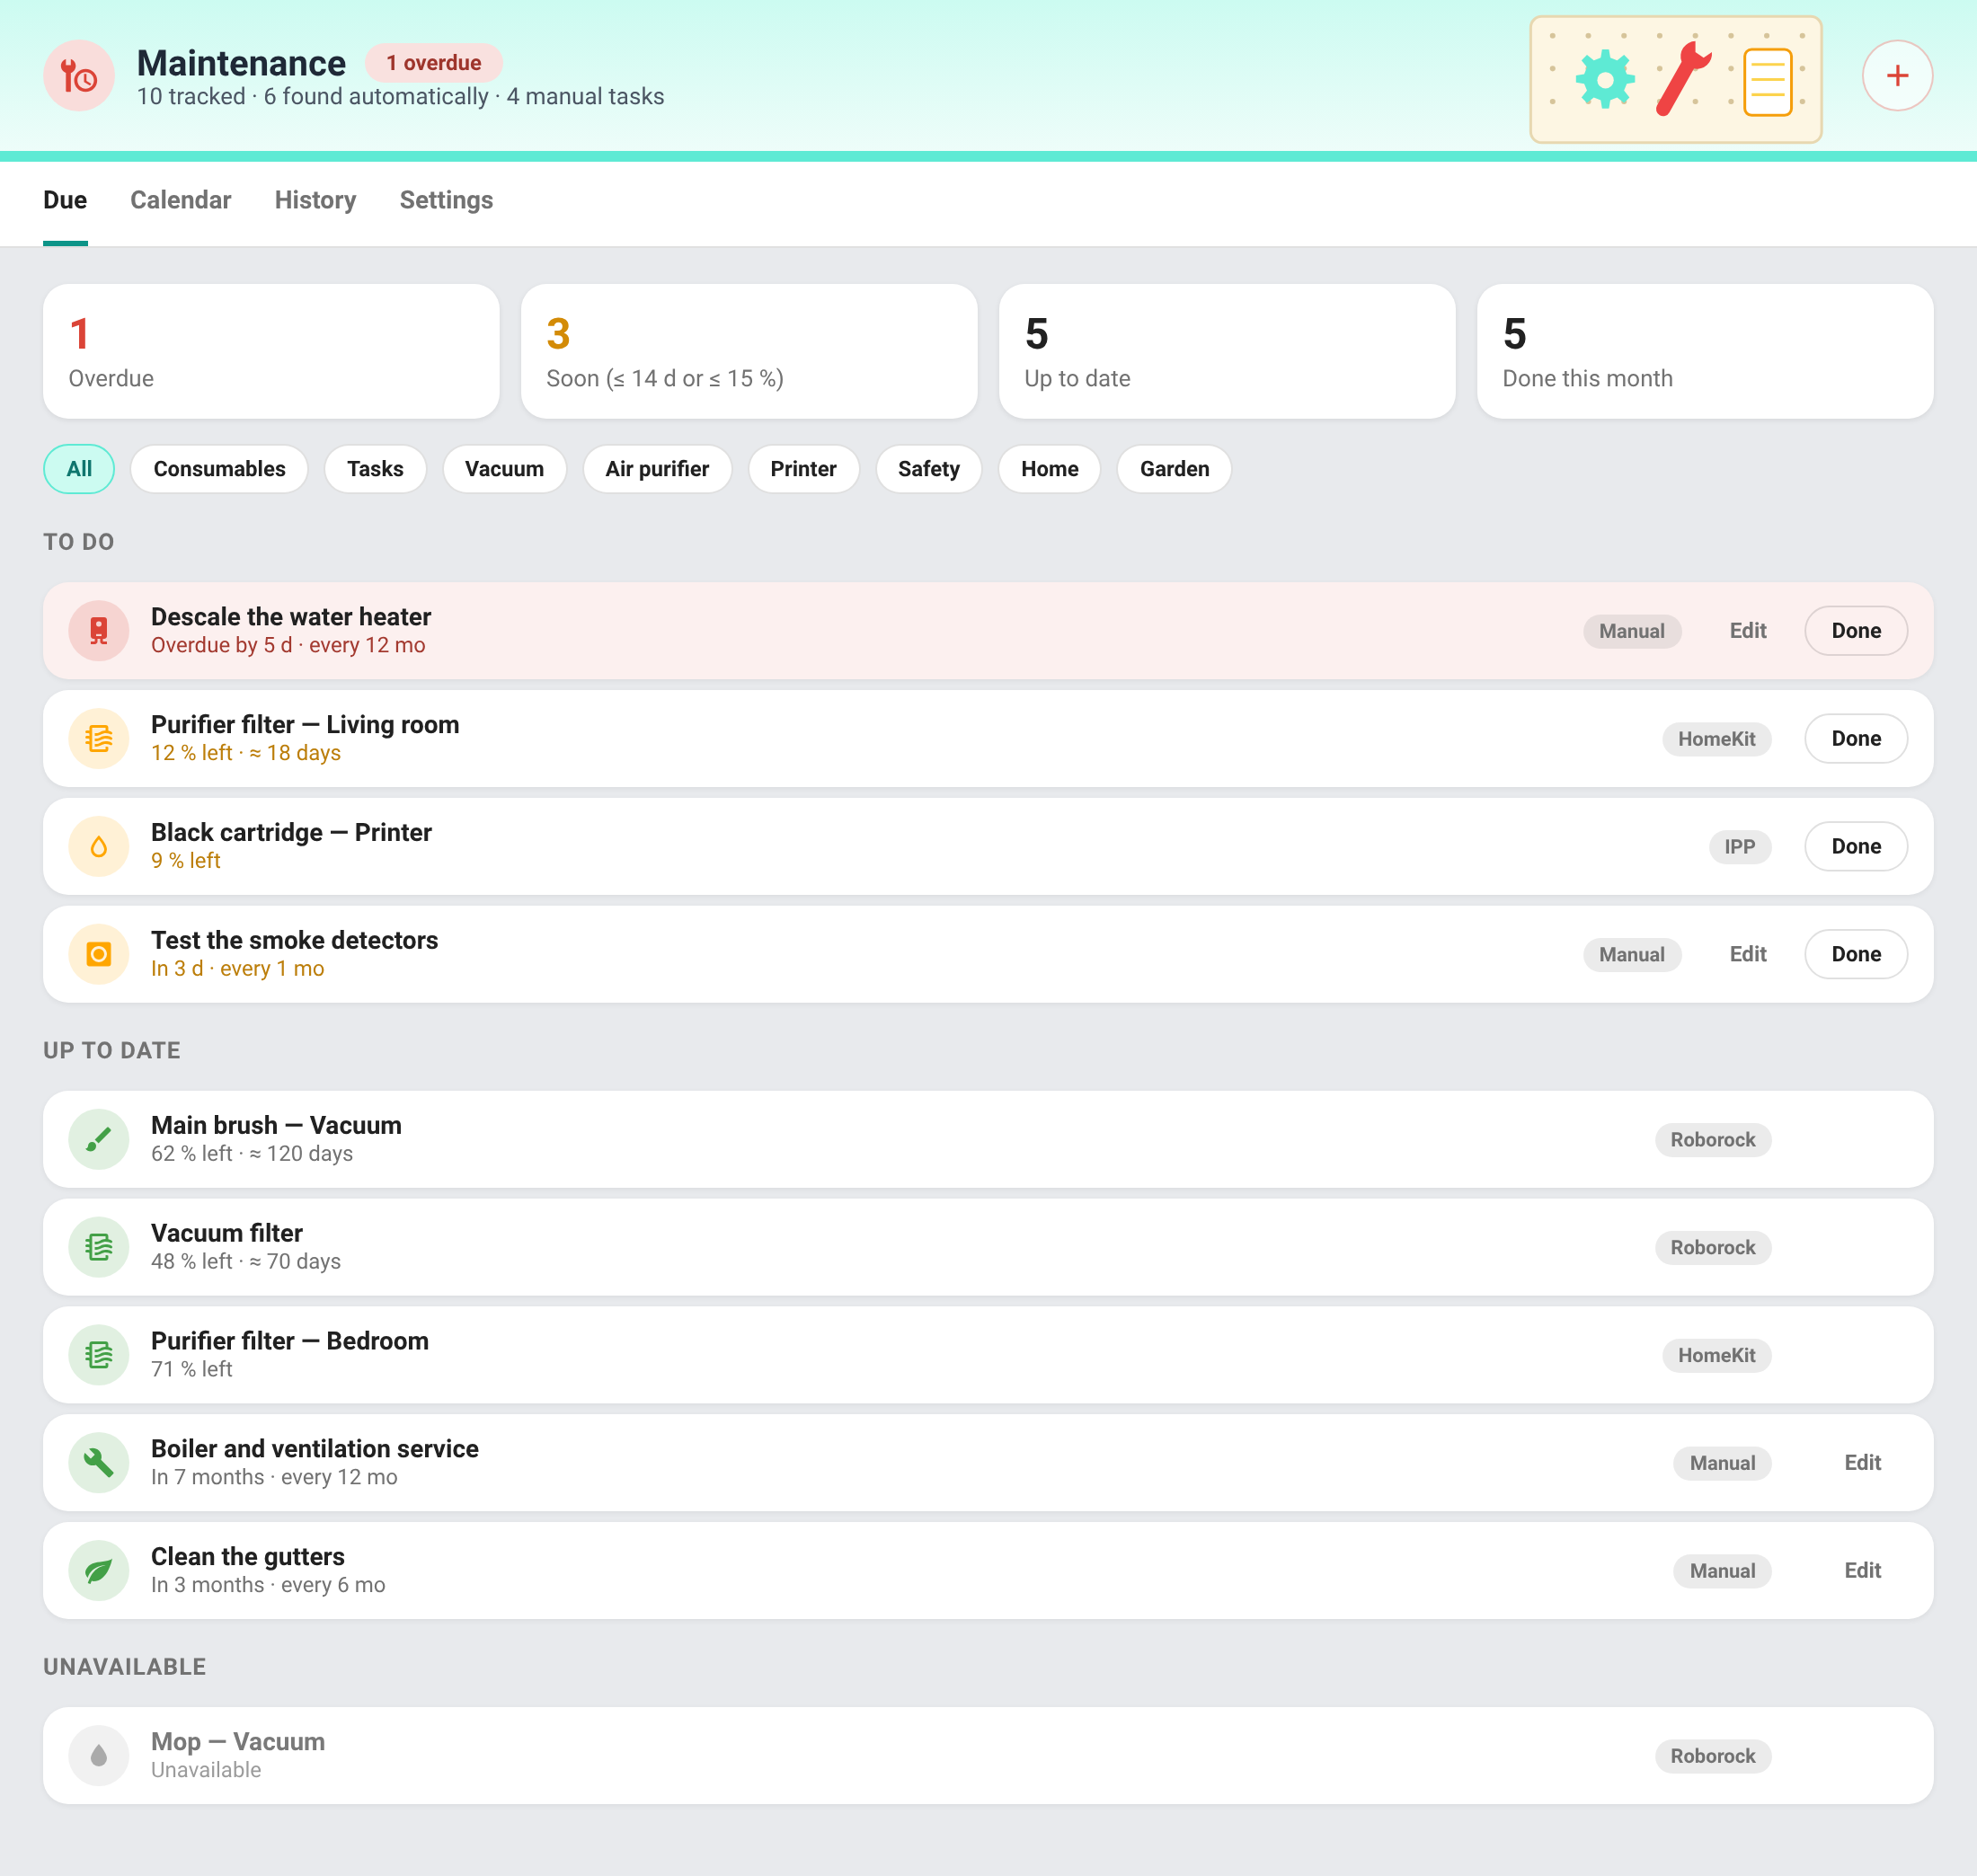 Maintenance
1 overdue
10 tracked · 6 found automatically · 4 manual tasks
+
Due
Calendar
History
Settings
1
Overdue
3
Soon (≤ 14 d or ≤ 15 %)
5
Up to date
5
Done this month
All
Consumables
Tasks
Vacuum
Air purifier
Printer
Safety
Home
Garden
TO DO
Descale the water heater
Overdue by 5 d · every 12 mo
Manual
Edit
Done
Purifier filter — Living room
12 % left · ≈ 18 days
HomeKit
Done
Black cartridge — Printer
9 % left
IPP
Done
Test the smoke detectors
In 3 d · every 1 mo
Manual
Edit
Done
UP TO DATE
Main brush — Vacuum
62 % left · ≈ 120 days
Roborock
Vacuum filter
48 % left · ≈ 70 days
Roborock
Purifier filter — Bedroom
71 % left
HomeKit
Boiler and ventilation service
In 7 months · every 12 mo
Manual
Edit
Clean the gutters
In 3 months · every 6 mo
Manual
Edit
UNAVAILABLE
Mop — Vacuum
Unavailable
Roborock